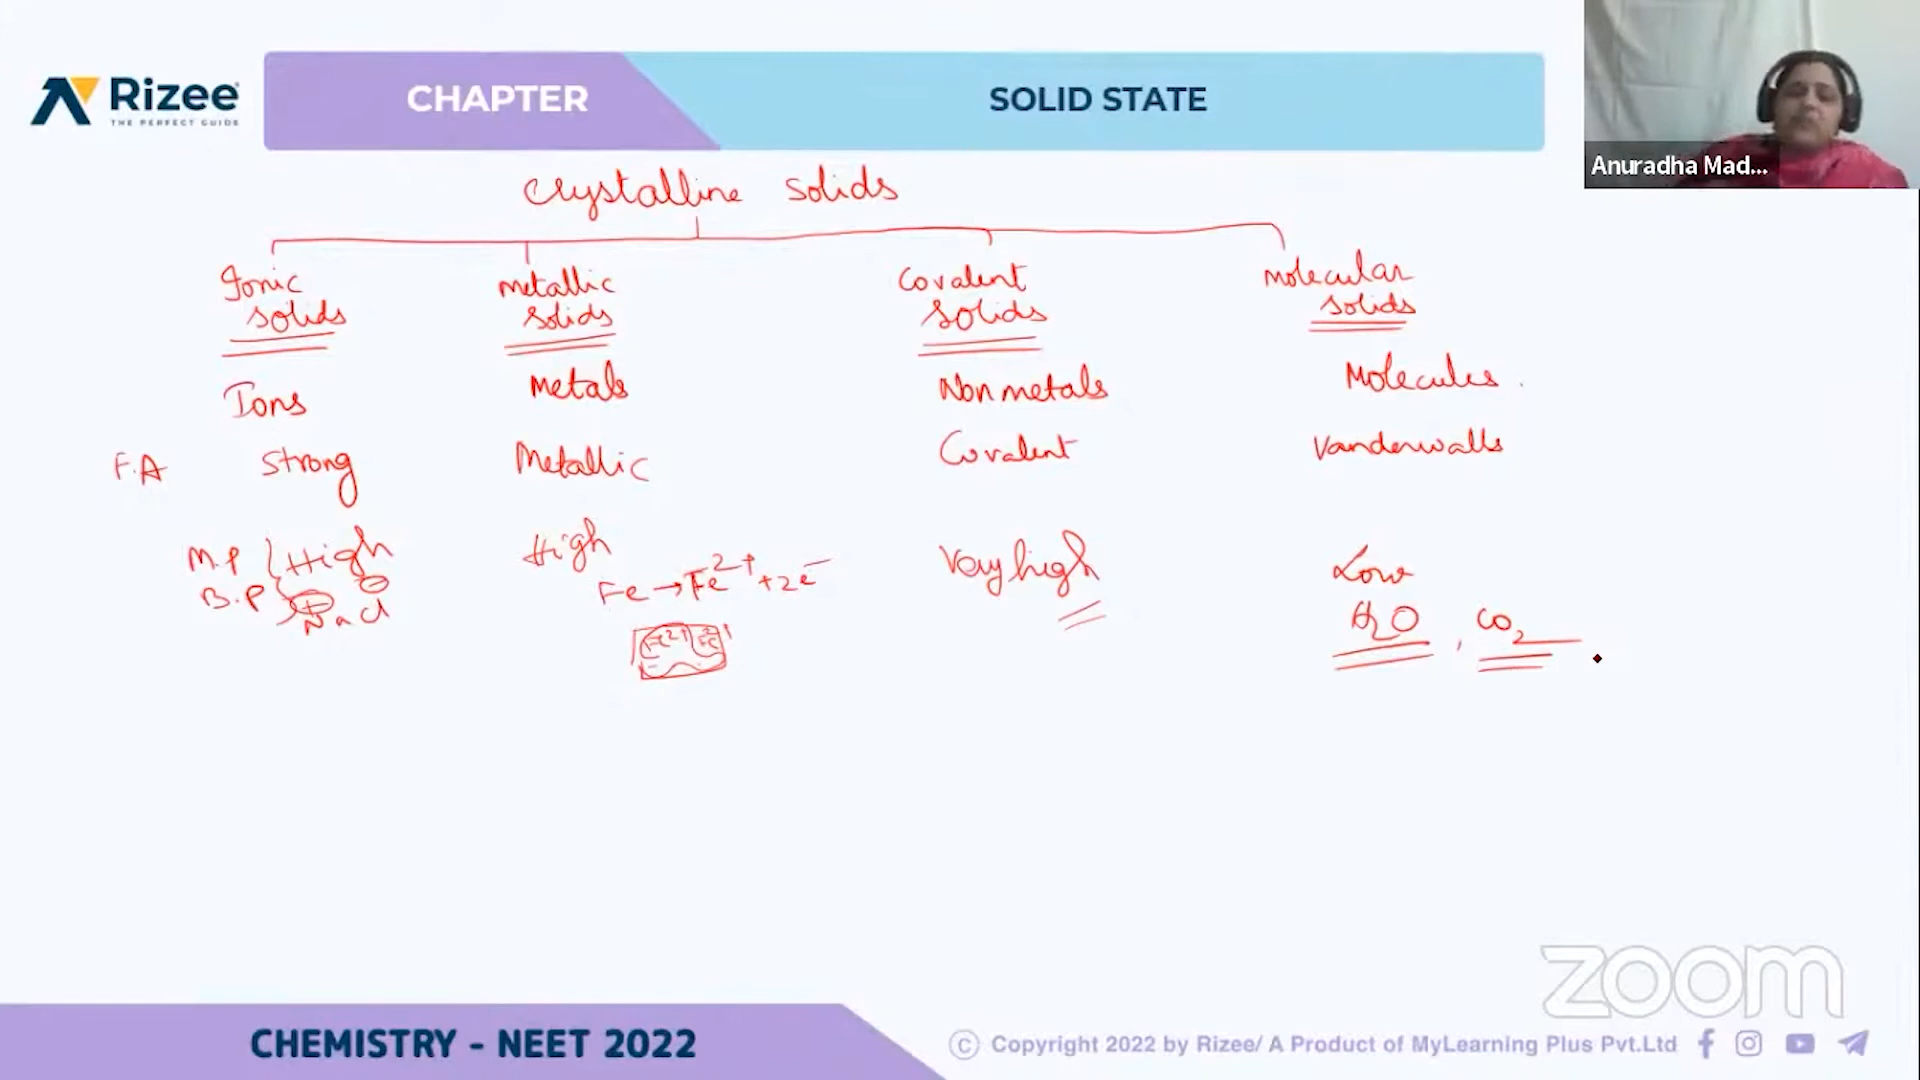 Rizee
THE PERFECT GUIDE
CHAPTER
SOLID STATE
Anuradha Mad...
Crystalline solids
Ionic solids
metallic solids
Covalent solids
molecular solids
Ions
Metals
Non metals
Molecules.
F.A
Strong
Metallic
Covalent
Vanderwalls
M.P
B.P
High
NaCl
High
Fe → Fe²⁺ + 2e⁻
Very high
Low
H₂O, CO₂
zoom
CHEMISTRY - NEET 2022
© Copyright 2022 by Rizee/ A Product of MyLearning Plus Pvt.Ltd